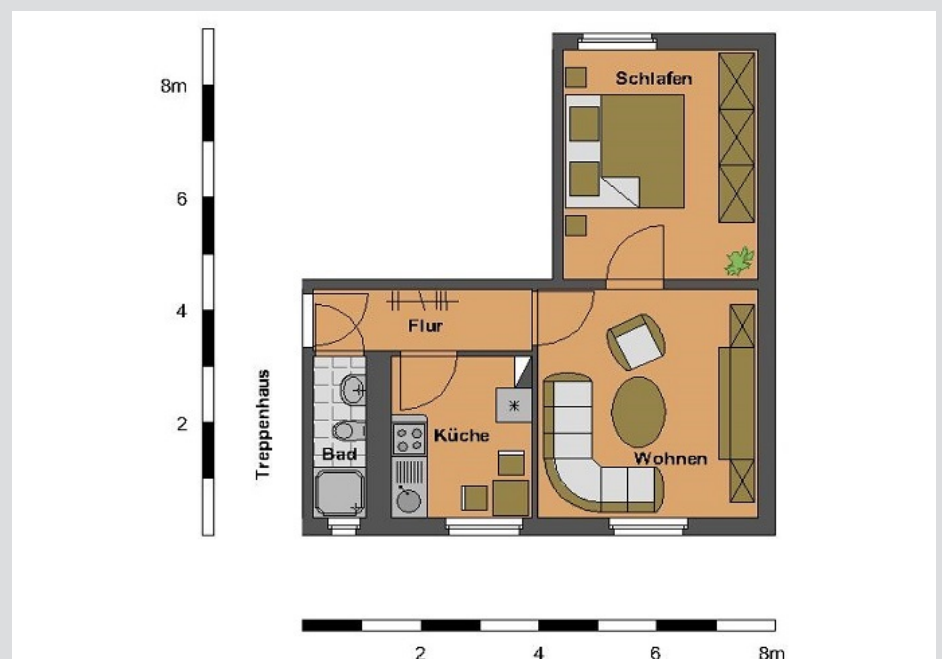 8m
Schlafen
6
4
Flur
2
Treppenhaus
Küche
Bad
Wohnen
2
4
6
8m